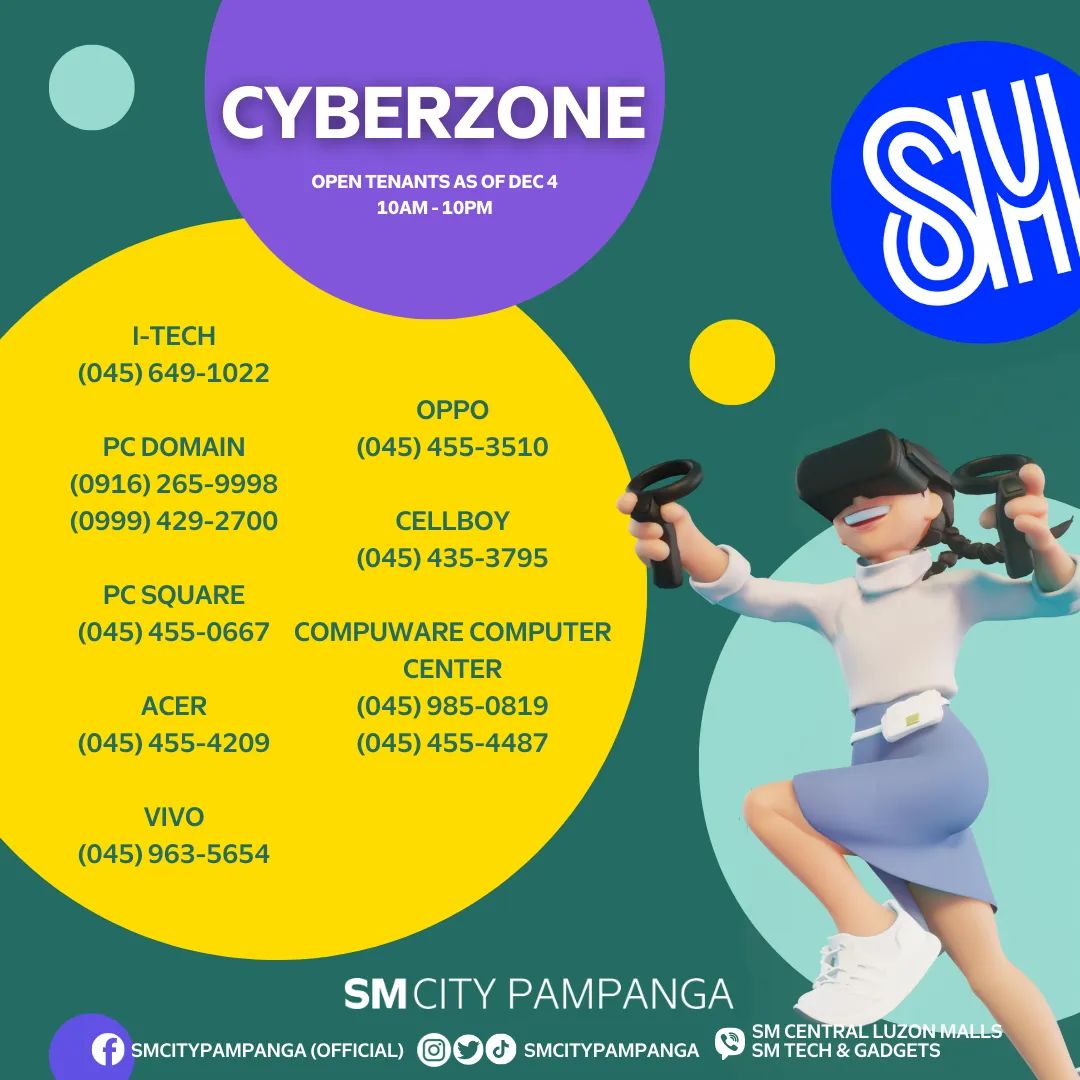 CYBERZONE
OPEN TENANTS AS OF DEC 4
10AM - 10PM
SM
I-TECH
(045) 649-1022
PC DOMAIN
(0916) 265-9998
(0999) 429-2700
PC SQUARE
(045) 455-0667
ACER
(045) 455-4209
VIVO
(045) 963-5654
OPPO
(045) 455-3510
CELLBOY
(045) 435-3795
COMPUWARE COMPUTER
CENTER
(045) 985-0819
(045) 455-4487
SM CITY PAMPANGA
SMCITYPAMPANGA (OFFICIAL)
SMCITYPAMPANGA
SM CENTRAL LUZON MALLS
SM TECH & GADGETS